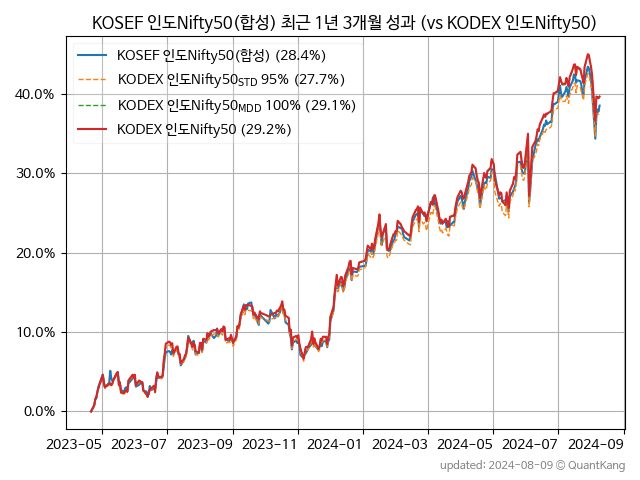 KOSEF 인도Nifty50(합성) 최근 1년 3개월 성과 (vs KODEX 인도Nifty50)
KOSEF 인도Nifty50(합성) (28.4%)
KODEX 인도Nifty50STD 95% (27.7%)
KODEX 인도Nifty50MDD 100% (29.1%)
KODEX 인도Nifty50 (29.2%)
40.0%
30.0%
20.0%
10.0%
0.0%
2023-05 2023-07 2023-09 2023-11 2024-01 2024-03 2024-05 2024-07 2024-09
updated: 2024-08-09 © QuantKang